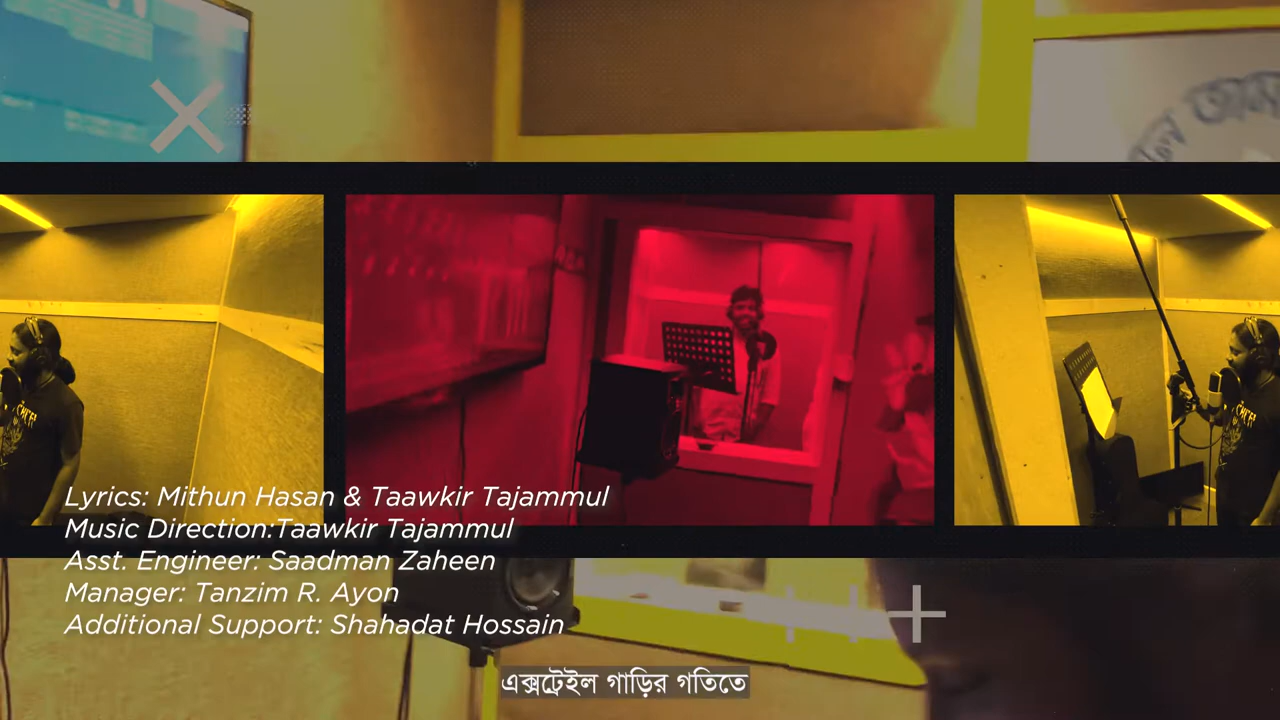 Lyrics: Mithun Hasan & Taawkir Tajammul
Music Direction:Taawkir Tajammul
Asst. Engineer: Saadman Zaheen
Manager: Tanzim R. Ayon
Additional Support: Shahadat Hossain
এক্সট্রেইল গাড়ির গতিতে